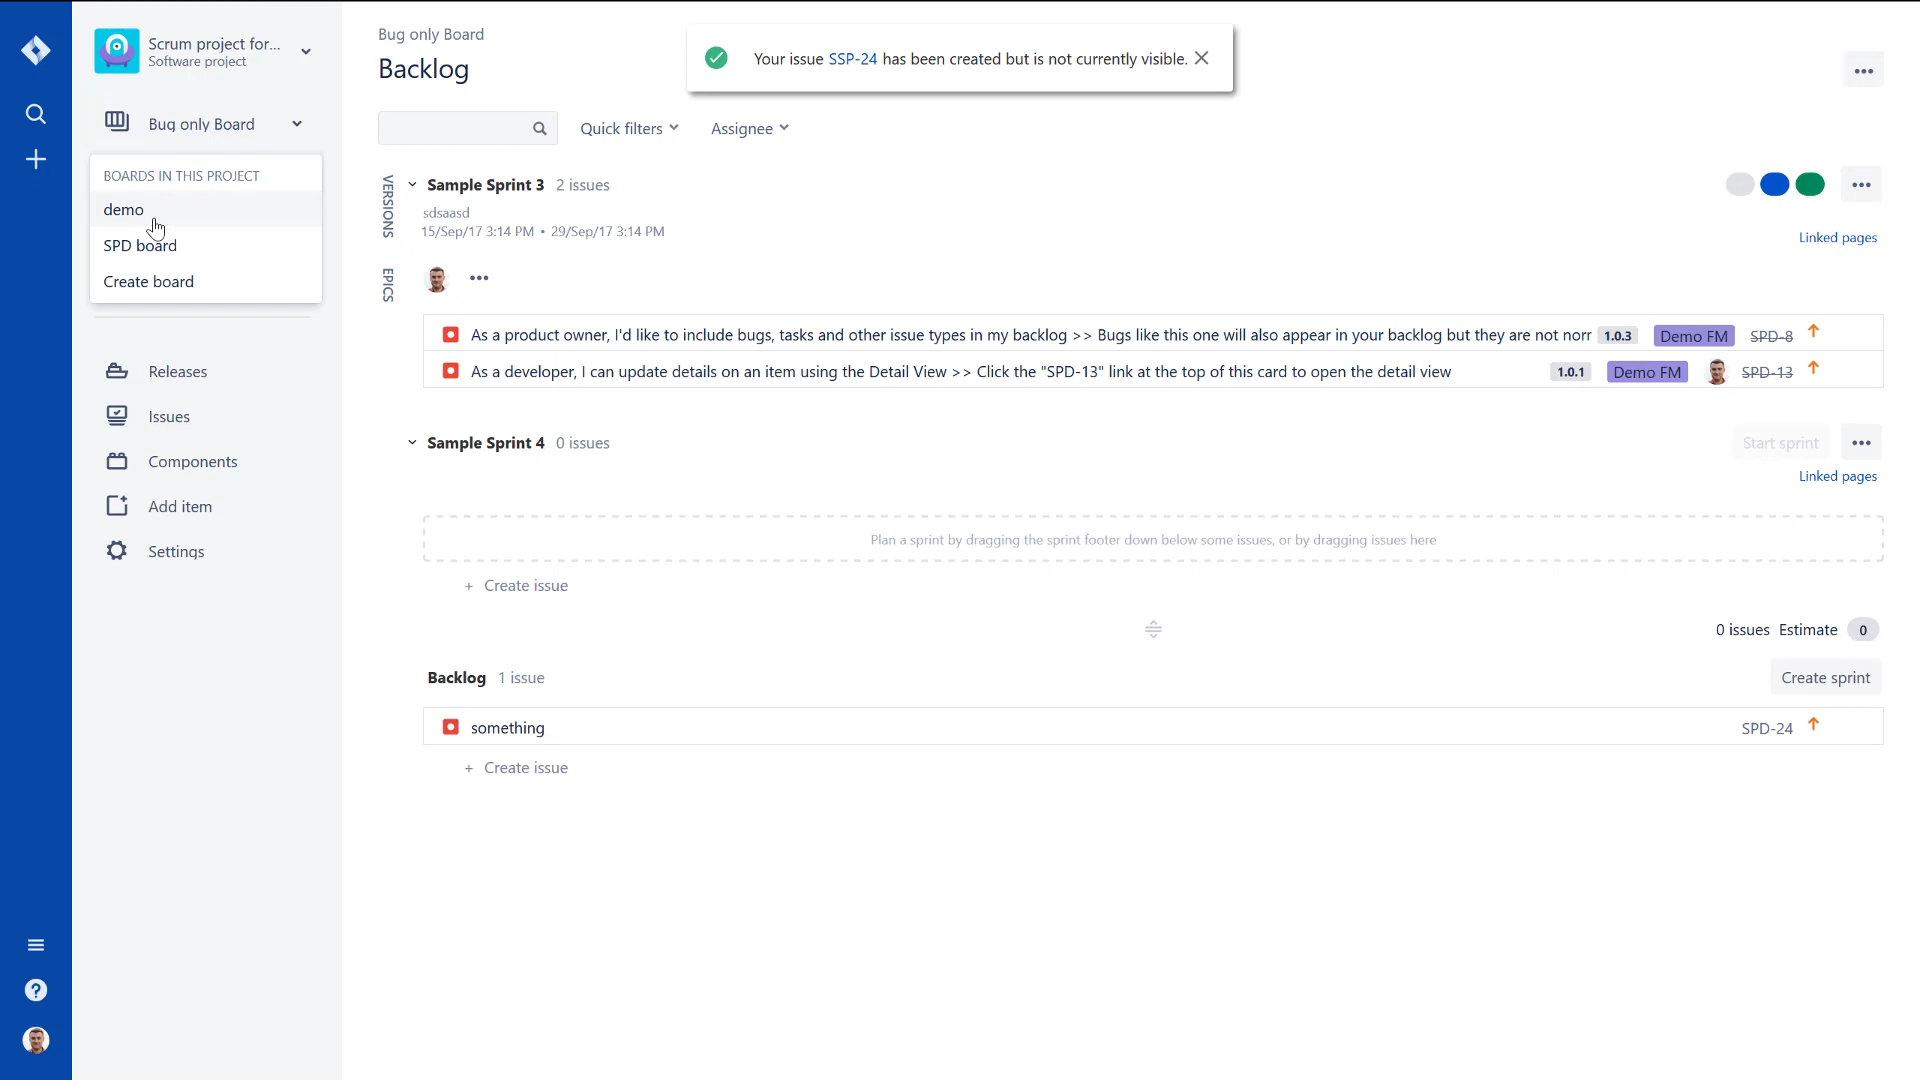 Scrum project for...
Software project
Bug only Board
BOARDS IN THIS PROJECT
demo
SPD board
Create board
Releases
Issues
Components
Add item
Settings
Bug only Board
Backlog
Your issue SSP-24 has been created but is not currently visible.
Quick filters
Assignee
VERSIONS
EPICS
Sample Sprint 3 2 issues
sdsaasd
15/Sep/17 3:14 PM • 29/Sep/17 3:14 PM
Linked pages
As a product owner, I'd like to include bugs, tasks and other issue types in my backlog >> Bugs like this one will also appear in your backlog but they are not norr 1.0.3 Demo FM SPD-8
As a developer, I can update details on an item using the Detail View >> Click the "SPD-13" link at the top of this card to open the detail view 1.0.1 Demo FM SPD-13
Sample Sprint 4 0 issues
Start sprint
Linked pages
Plan a sprint by dragging the sprint footer down below some issues, or by dragging issues here
+ Create issue
0 issues Estimate 0
Backlog 1 issue
Create sprint
something SPD-24
+ Create issue